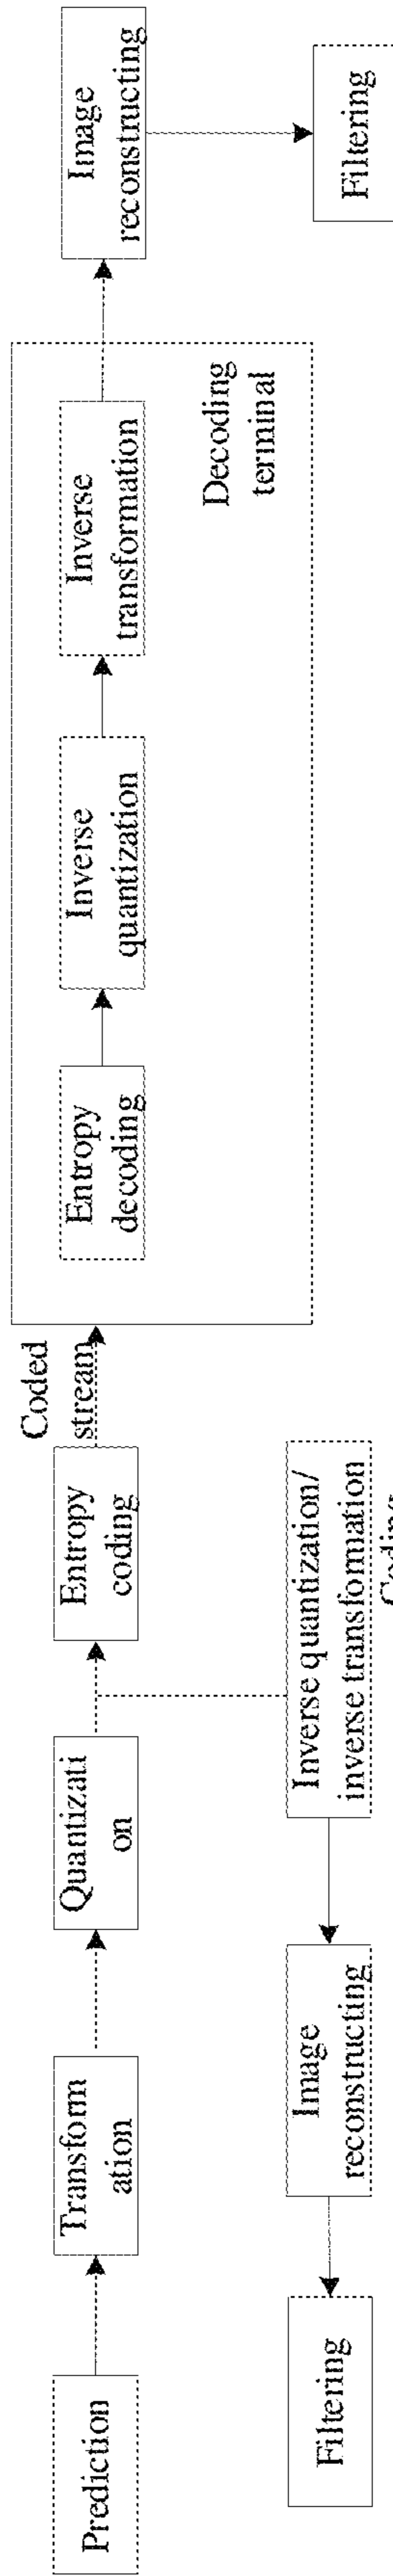 Prediction
Transform
ation
Quantizati
on
Entropy
coding
Coded
stream
Entropy
decoding
Inverse
quantization
Inverse
transformation
Decoding
terminal
Image
reconstructing
Filtering
Inverse quantization/
inverse transformation
Image
reconstructing
Filtering